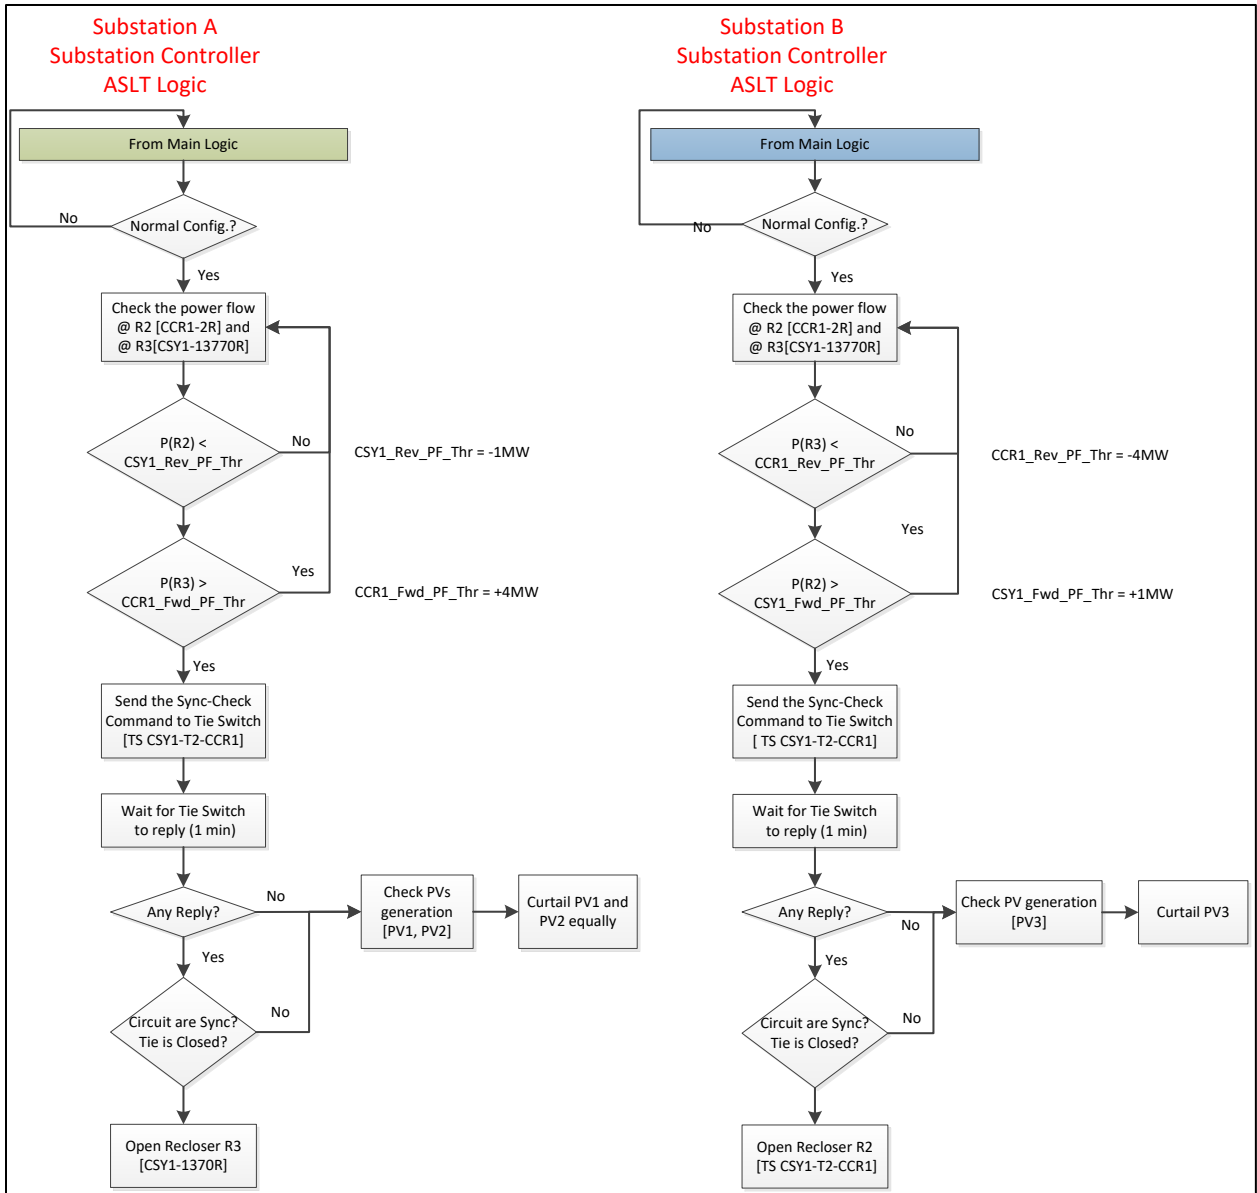 Substation A
Substation Controller
ASLT Logic
From Main Logic
No
Normal Config.?
Yes
Check the power flow
@ R2 [CCR1-2R] and
@ R3[CSY1-13770R]
P(R2) <
CSY1_Rev_PF_Thr
No
CSY1_Rev_PF_Thr = -1MW
Yes
P(R3) >
CCR1_Fwd_PF_Thr
CCR1_Fwd_PF_Thr = +4MW
Yes
Send the Sync-Check
Command to Tie Switch
[TS CSY1-T2-CCR1]
Wait for Tie Switch
to reply (1 min)
Any Reply?
No
Check PVs
generation
[PV1, PV2]
Curtail PV1 and
PV2 equally
Yes
Circuit are Sync?
Tie is Closed?
No
Open Recloser R3
[CSY1-1370R]
Substation B
Substation Controller
ASLT Logic
From Main Logic
No
Normal Config.?
Yes
Check the power flow
@ R2 [CCR1-2R] and
@ R3[CSY1-13770R]
P(R3) <
CCR1_Rev_PF_Thr
No
CCR1_Rev_PF_Thr = -4MW
Yes
P(R2) >
CSY1_Fwd_PF_Thr
CSY1_Fwd_PF_Thr = +1MW
Yes
Send the Sync-Check
Command to Tie Switch
[ TS CSY1-T2-CCR1]
Wait for Tie Switch
to reply (1 min)
Any Reply?
No
Check PV generation
[PV3]
Curtail PV3
Yes
Circuit are Sync?
Tie is Closed?
No
Open Recloser R2
[TS CSY1-T2-CCR1]